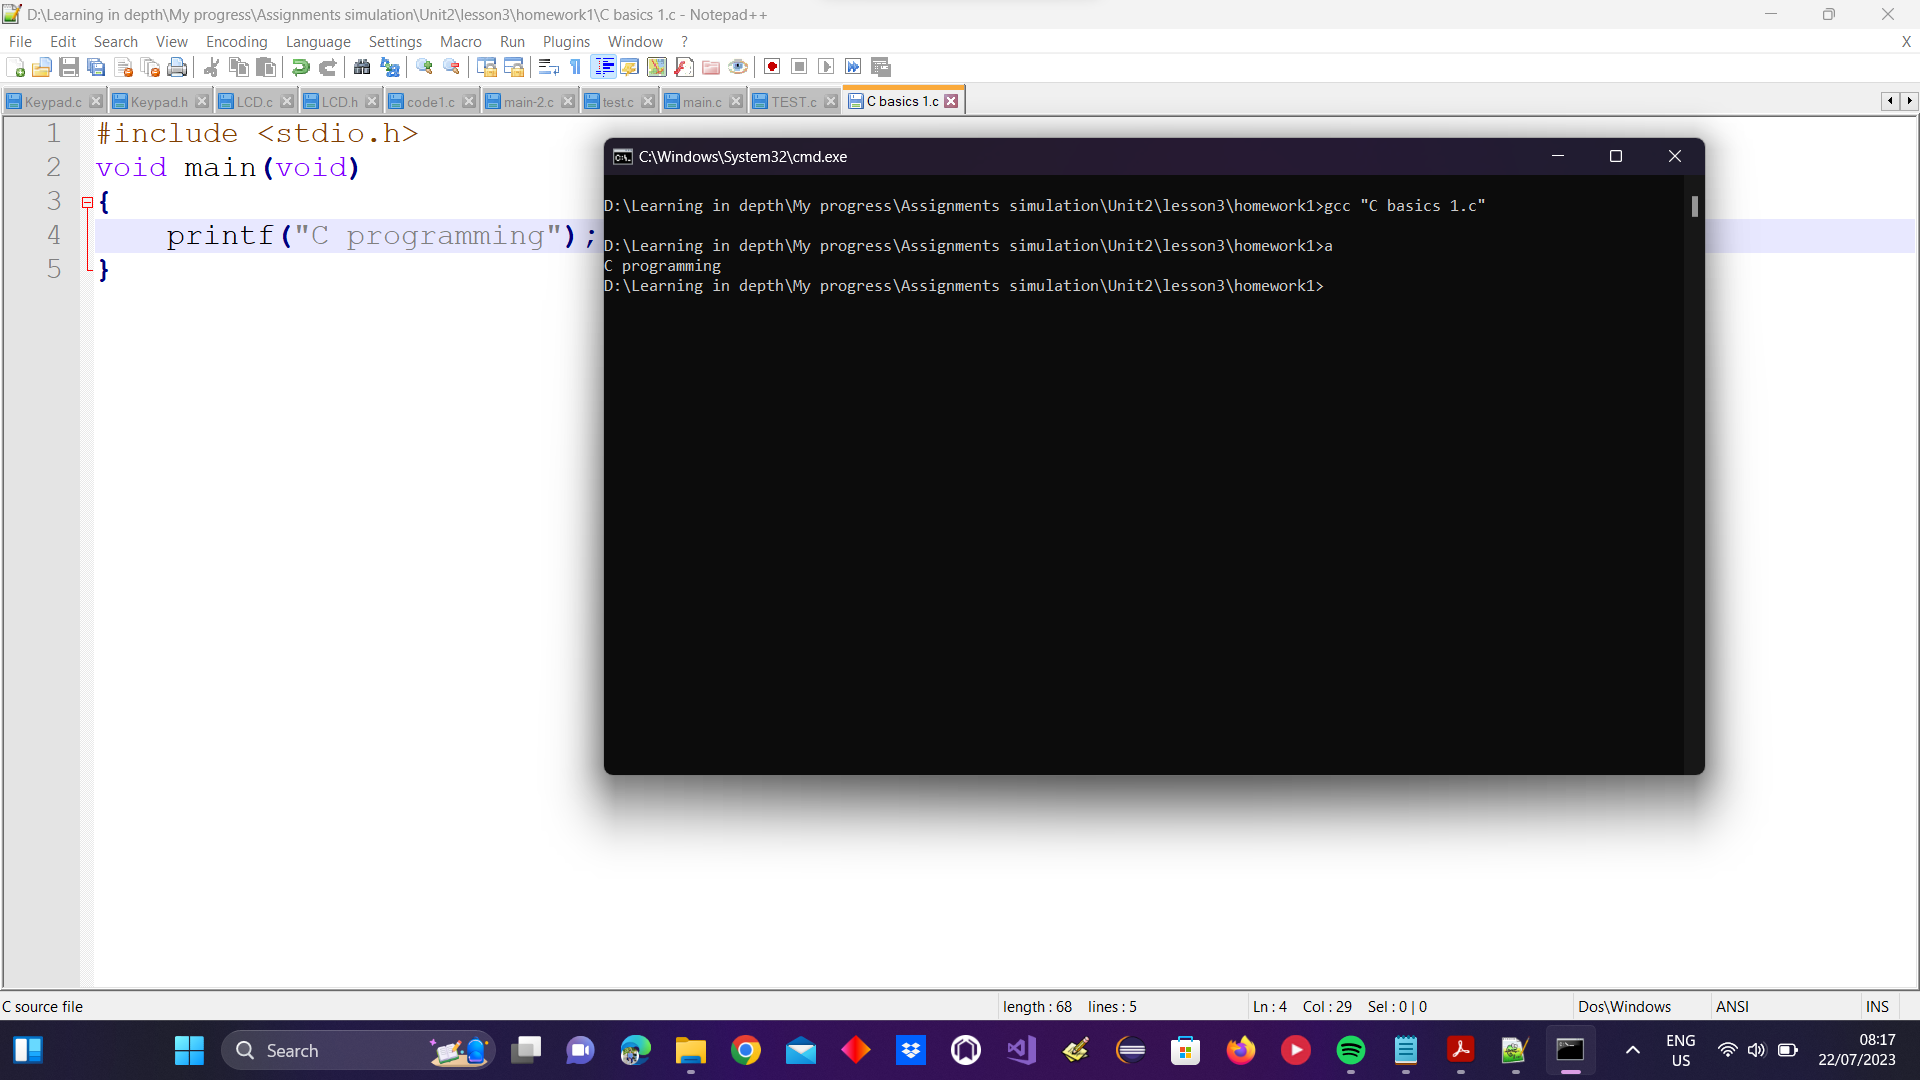 D:\Learning in depth\My progress\Assignments simulation\Unit2\lesson3\homework1\C basics 1.c - Notepad++
File Edit Search View Encoding Language Settings Macro Run Plugins Window ? X
Keypad.c Keypad.h LCD.c LCD.h code1.c main-2.c test.c main.c TEST.c C basics 1.c
1 #include <stdio.h>
2 void main(void)
3 {
4 printf("C programming");
5 }
C:\Windows\System32\cmd.exe
D:\Learning in depth\My progress\Assignments simulation\Unit2\lesson3\homework1>gcc "C basics 1.c"
D:\Learning in depth\My progress\Assignments simulation\Unit2\lesson3\homework1>a
C programming
D:\Learning in depth\My progress\Assignments simulation\Unit2\lesson3\homework1>
C source file length : 68 lines : 5 Ln : 4 Col : 29 Sel : 0 | 0 Dos\Windows ANSI INS
Search
ENG
US
08:17
22/07/2023